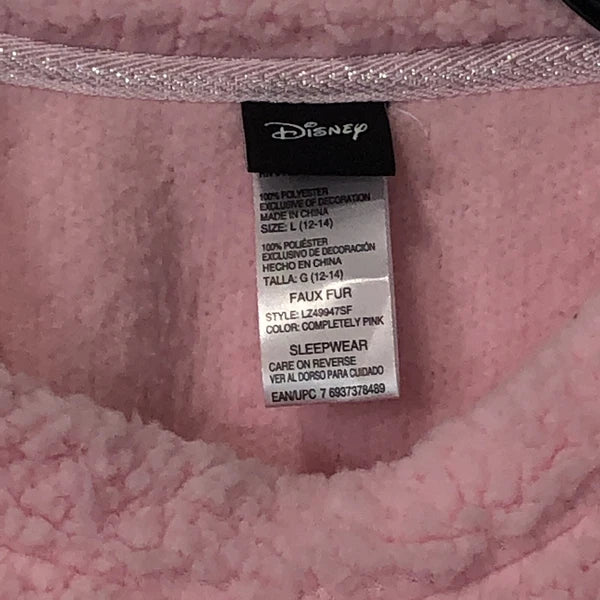 Disney
100% POLYESTER
EXCLUSIVE OF DECORATION
MADE IN CHINA
SIZE: L (12-14)
100% POLIÉSTER
EXCLUSIVO DE DECORACIÓN
HECHO EN CHINA
TALLA: G (12-14)
FAUX FUR
STYLE: LZ49947SF
COLOR: COMPLETELY PINK
SLEEPWEAR
CARE ON REVERSE
VER AL DORSO PARA CUIDADO
EAN/UPC 7 6937378489